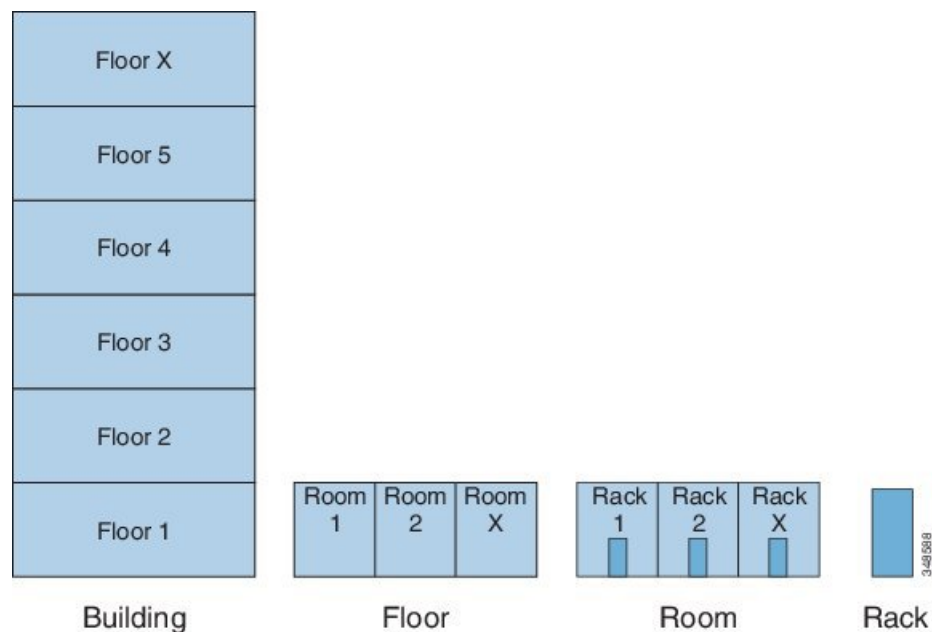 Floor X
Floor 5
Floor 4
Floor 3
Floor 2
Floor 1
Building
Room
1
Room
2
Room
X
Floor
Rack
1
Rack
2
Rack
X
Room
348588
Rack